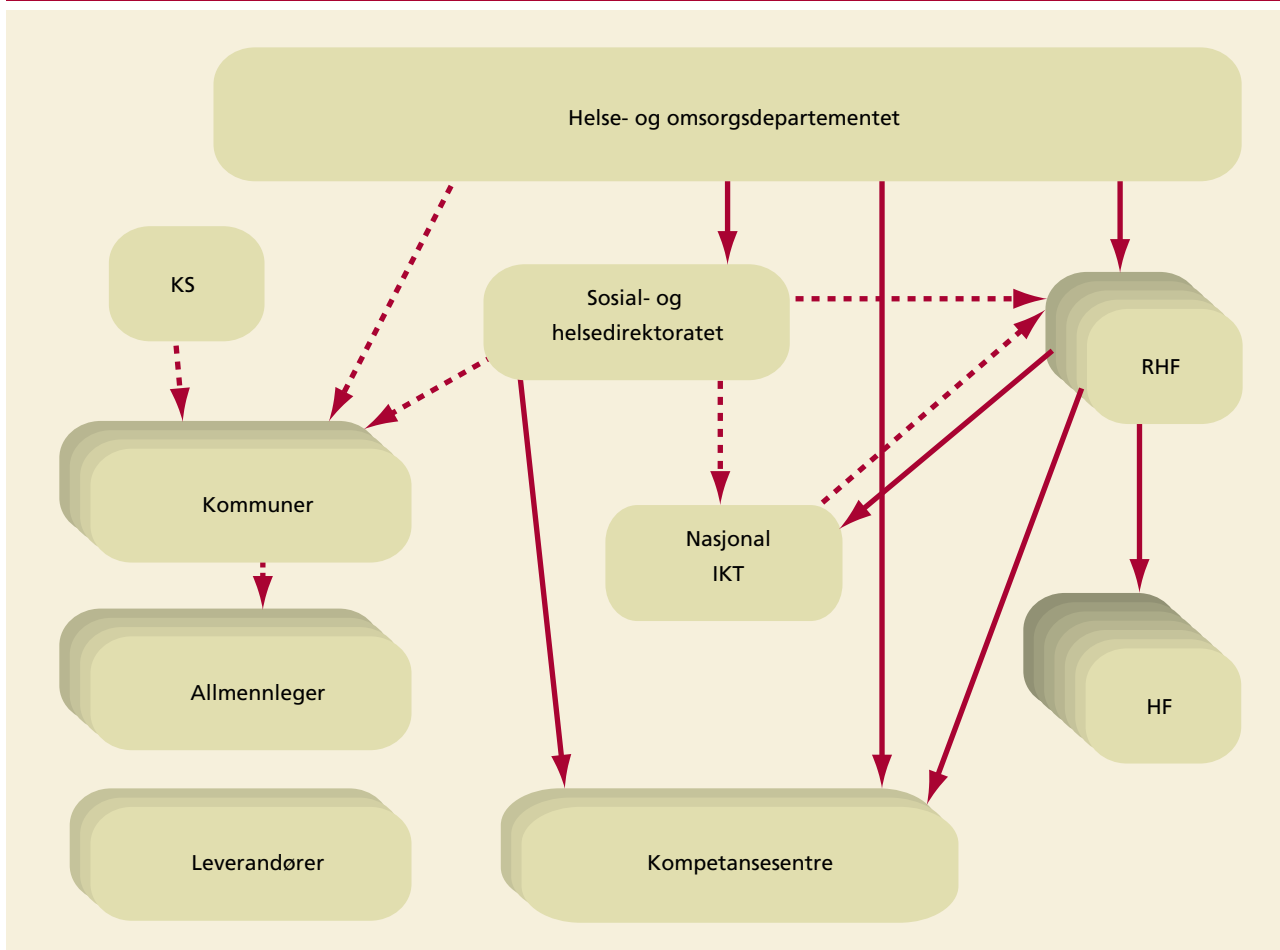 Helse- og omsorgsdepartementet
KS
Sosial- og
helsedirektoratet
RHF
Kommuner
Nasjonal
IKT
Allmennleger
HF
Leverandører
Kompetansesentre